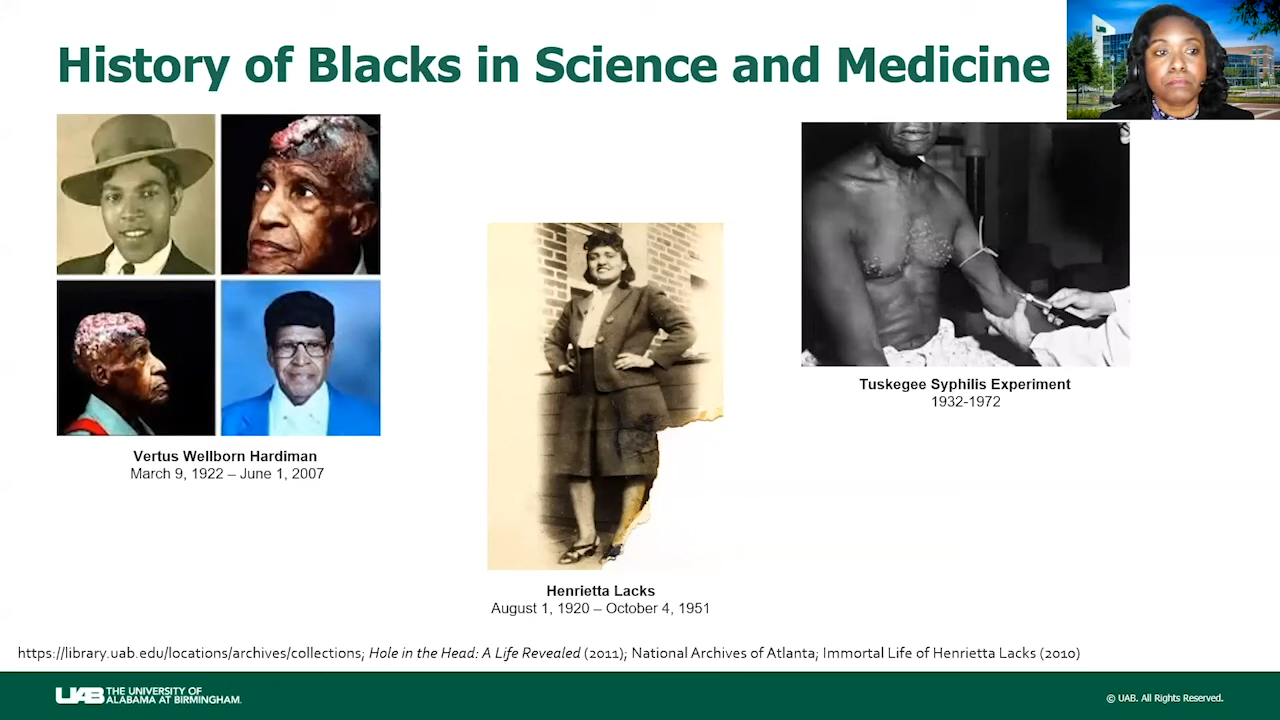 History of Blacks in Science and Medicine
UAB
Vertus Wellborn Hardiman
March 9, 1922 – June 1, 2007
Henrietta Lacks
August 1, 1920 – October 4, 1951
Tuskegee Syphilis Experiment
1932-1972
https://library.uab.edu/locations/archives/collections; Hole in the Head: A Life Revealed (2011); National Archives of Atlanta; Immortal Life of Henrietta Lacks (2010)
UAB THE UNIVERSITY OF
ALABAMA AT BIRMINGHAM.
© UAB. All Rights Reserved.